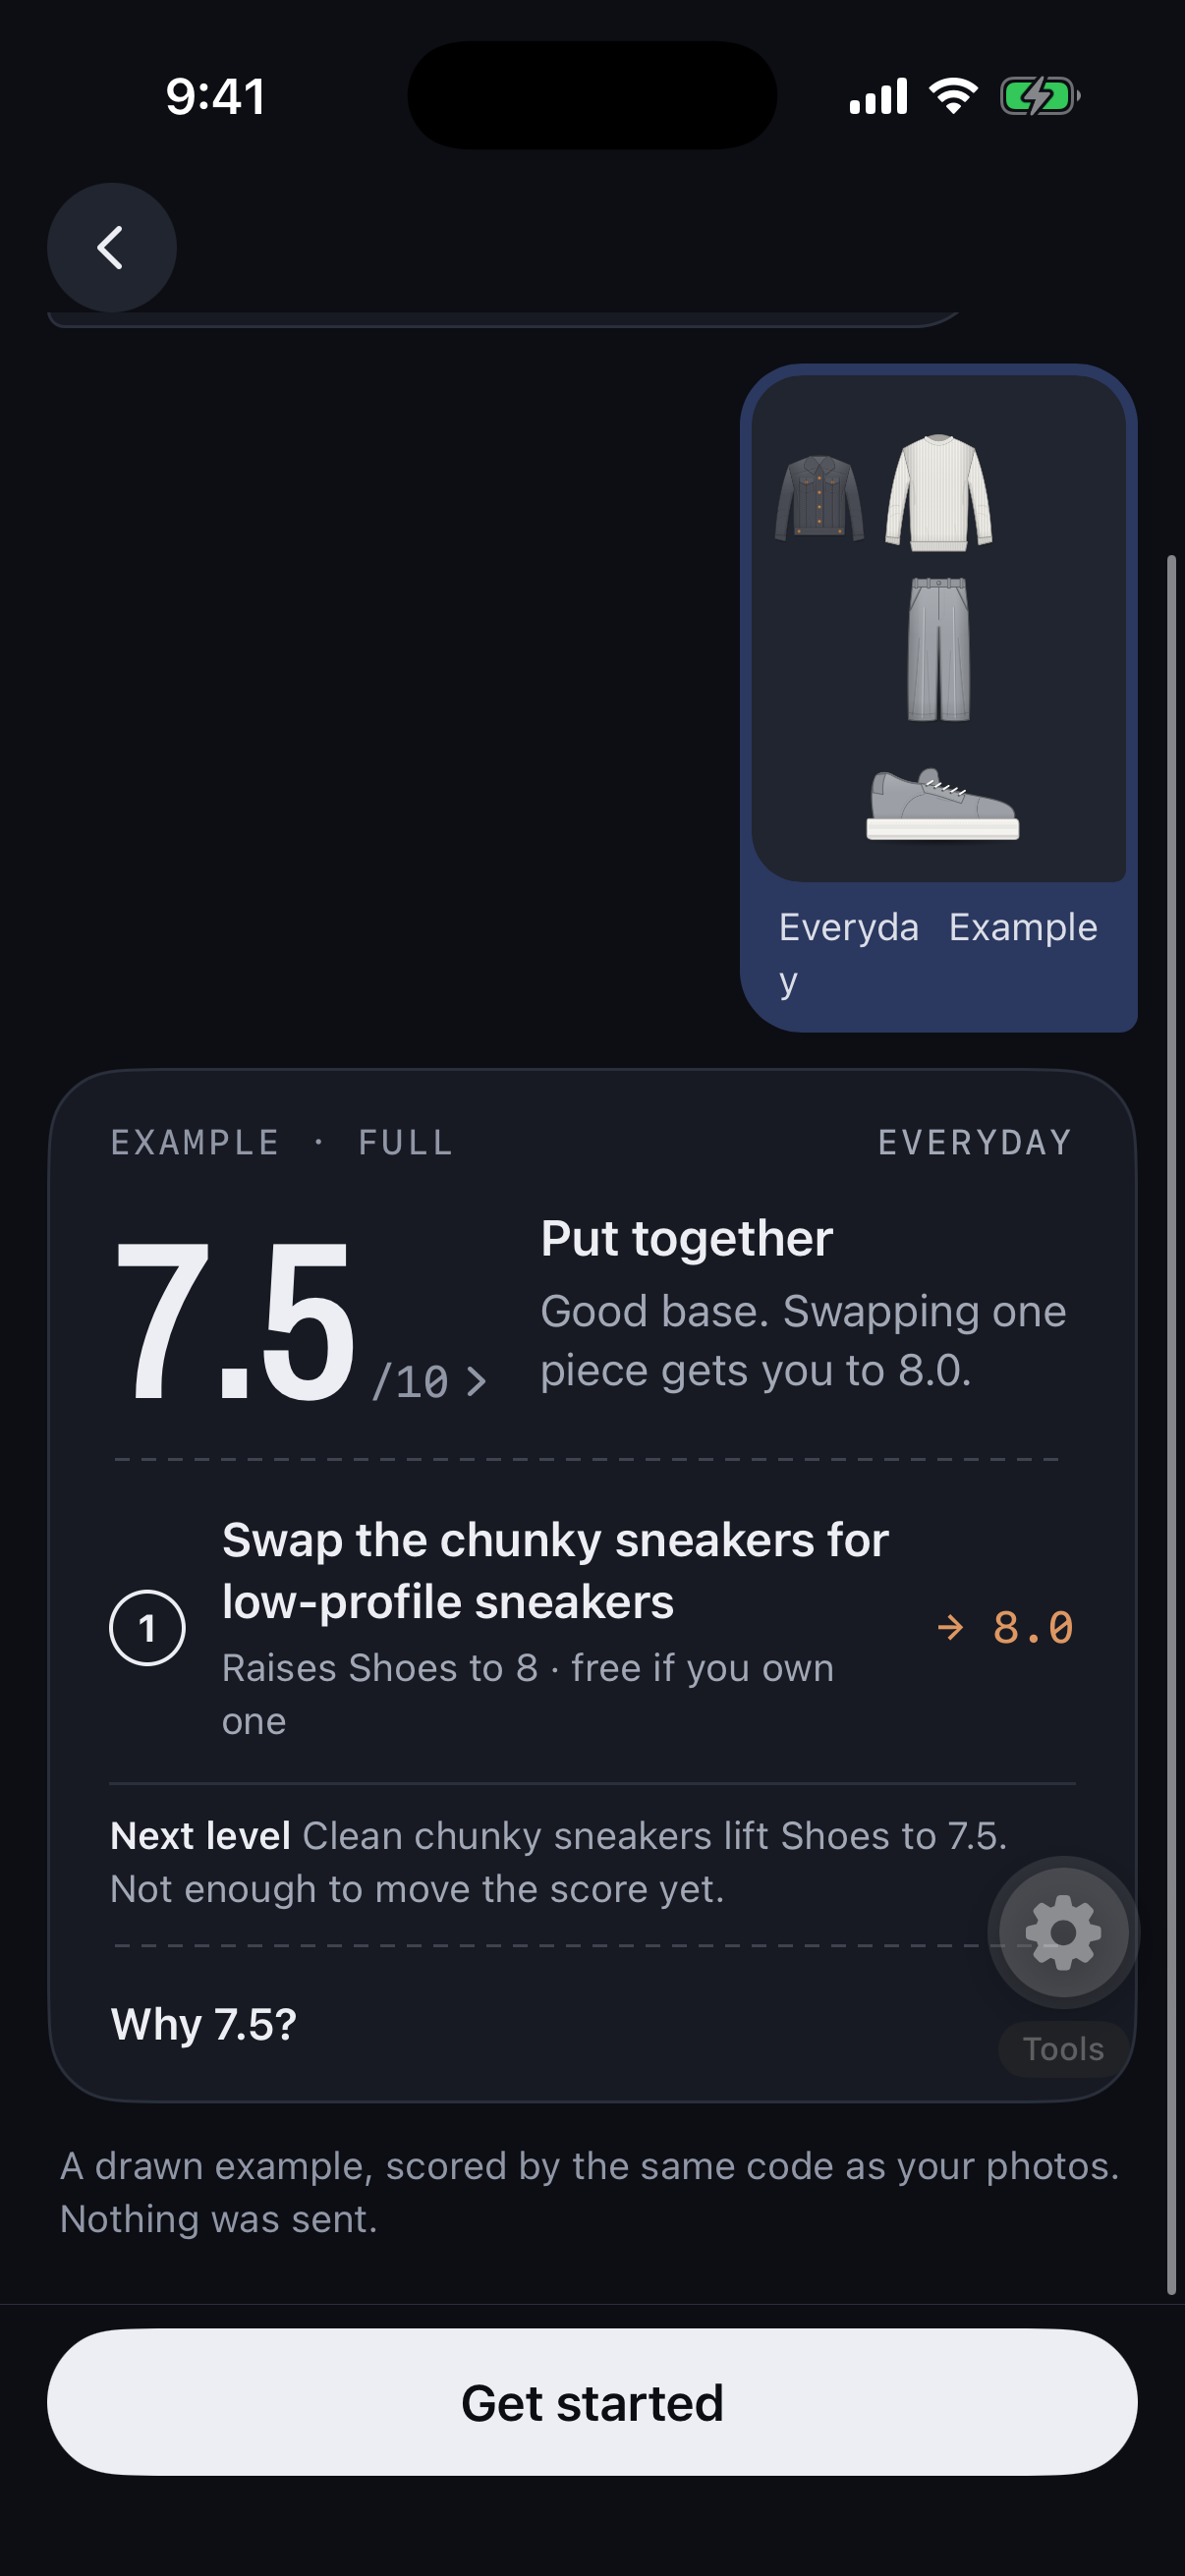 9:41
Everyda Example
y
EXAMPLE · FULL EVERYDAY
7.5 /10
Put together
Good base. Swapping one
piece gets you to 8.0.
1
Swap the chunky sneakers for
low-profile sneakers
→ 8.0
Raises Shoes to 8 · free if you own
one
Next level Clean chunky sneakers lift Shoes to 7.5.
Not enough to move the score yet.
Why 7.5?
Tools
A drawn example, scored by the same code as your photos.
Nothing was sent.
Get started